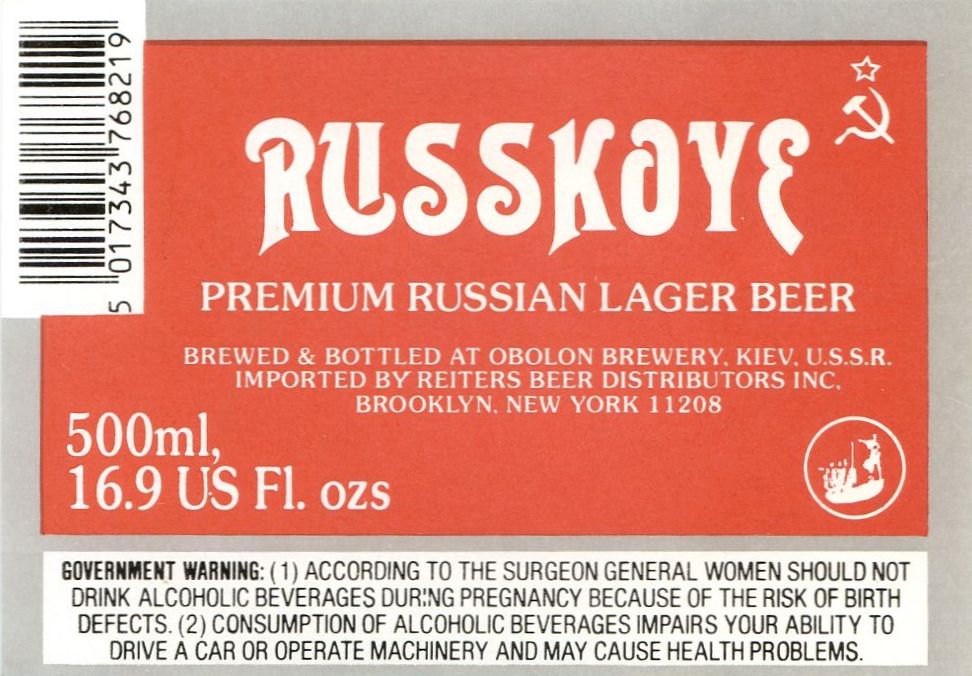 5 017343 768219
RUSSKOYE
PREMIUM RUSSIAN LAGER BEER
BREWED & BOTTLED AT OBOLON BREWERY, KIEV, U.S.S.R.
IMPORTED BY REITERS BEER DISTRIBUTORS INC,
BROOKLYN, NEW YORK 11208
500ml,
16.9 US Fl. ozs
GOVERNMENT WARNING: (1) ACCORDING TO THE SURGEON GENERAL WOMEN SHOULD NOT
DRINK ALCOHOLIC BEVERAGES DURING PREGNANCY BECAUSE OF THE RISK OF BIRTH
DEFECTS. (2) CONSUMPTION OF ALCOHOLIC BEVERAGES IMPAIRS YOUR ABILITY TO
DRIVE A CAR OR OPERATE MACHINERY AND MAY CAUSE HEALTH PROBLEMS.